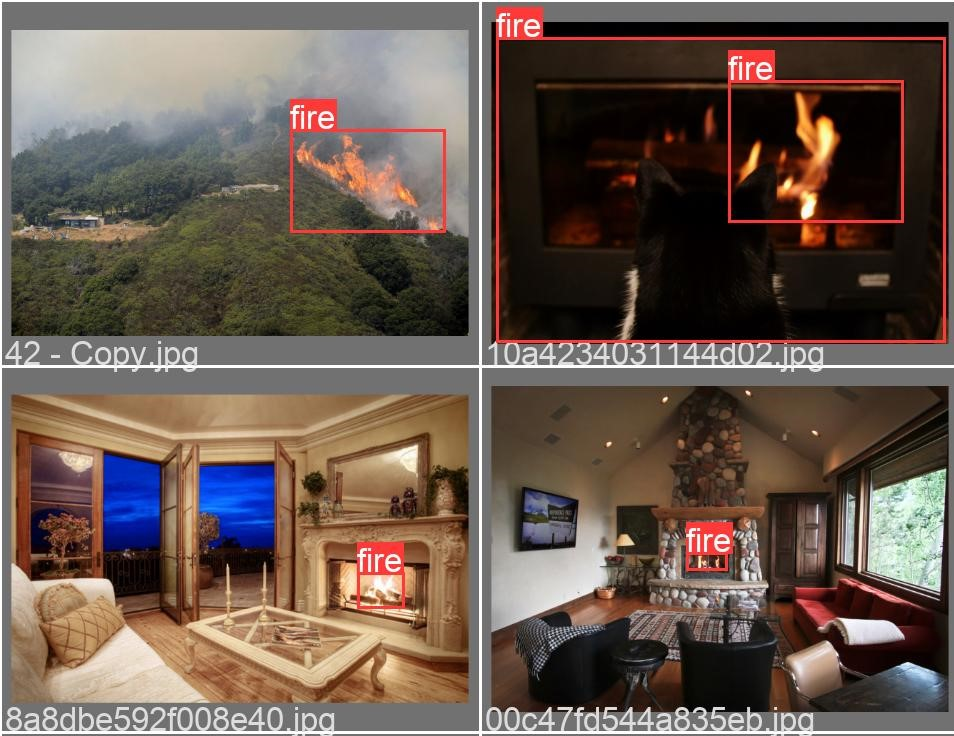 fire
fire
fire
42 - Copy.jpg
10a4234031144d02.jpg
fire
fire
8a8dbe592f008e40.jpg
00c47fd544a835eb.jpg